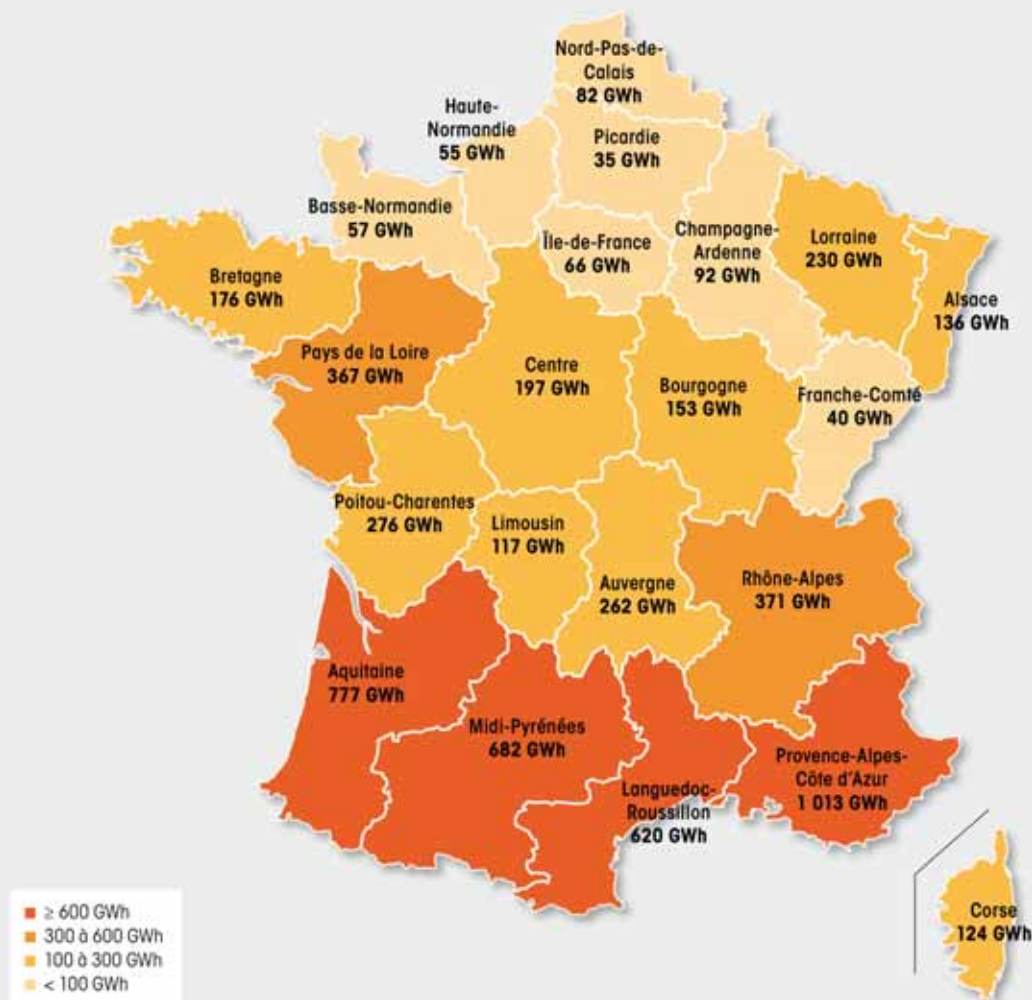 Nord-Pas-de-
Calais
82 GWh
Haute-
Normandie
55 GWh
Picardie
35 GWh
Basse-Normandie
57 GWh
Île-de-France
66 GWh
Champagne-
Ardenne
92 GWh
Lorraine
230 GWh
Alsace
136 GWh
Bretagne
176 GWh
Pays de la Loire
367 GWh
Centre
197 GWh
Bourgogne
153 GWh
Franche-Comté
40 GWh
Poitou-Charentes
276 GWh
Limousin
117 GWh
Auvergne
262 GWh
Rhône-Alpes
371 GWh
Aquitaine
777 GWh
Midi-Pyrénées
682 GWh
Languedoc-
Roussillon
620 GWh
Provence-Alpes-
Côte d'Azur
1 013 GWh
Corse
124 GWh
≥ 600 GWh
300 à 600 GWh
100 à 300 GWh
< 100 GWh